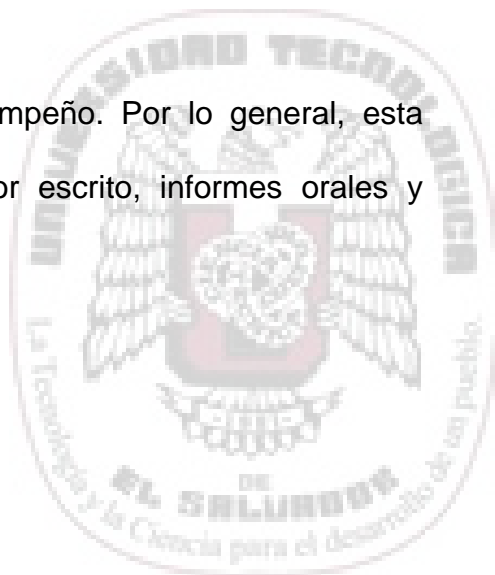 UNIVERSIDAD TECNOLOGICA
mpeño. Por lo general, esta
or escrito, informes orales y
La Tecnología y la Ciencia para el desarrollo de un pueblo.
DE
EL SALVADOR